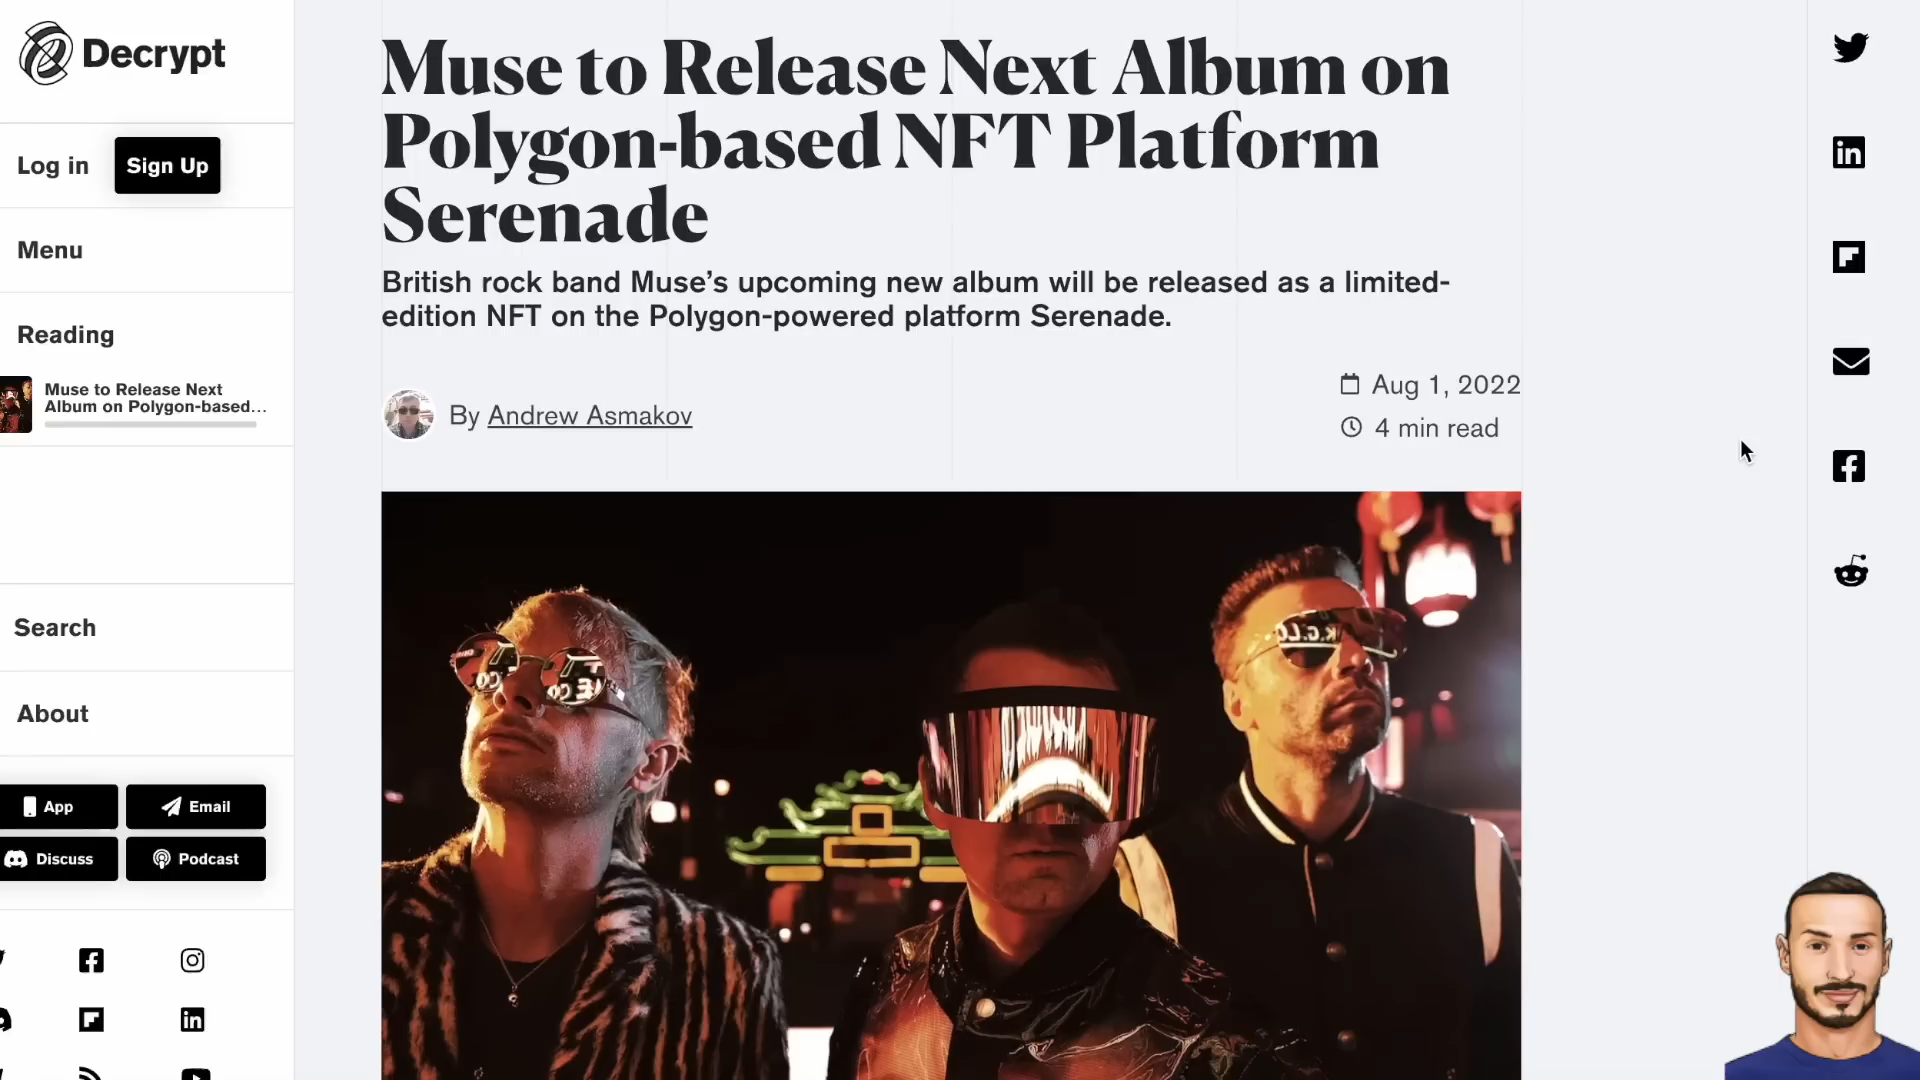 Decrypt
Log in
Sign Up
Menu
Reading
Muse to Release Next
Album on Polygon-based...
Search
About
App
Email
Discuss
Podcast
Muse to Release Next Album on
Polygon-based NFT Platform
Serenade
British rock band Muse’s upcoming new album will be released as a limited-
edition NFT on the Polygon-powered platform Serenade.
By Andrew Asmakov
Aug 1, 2022
4 min read